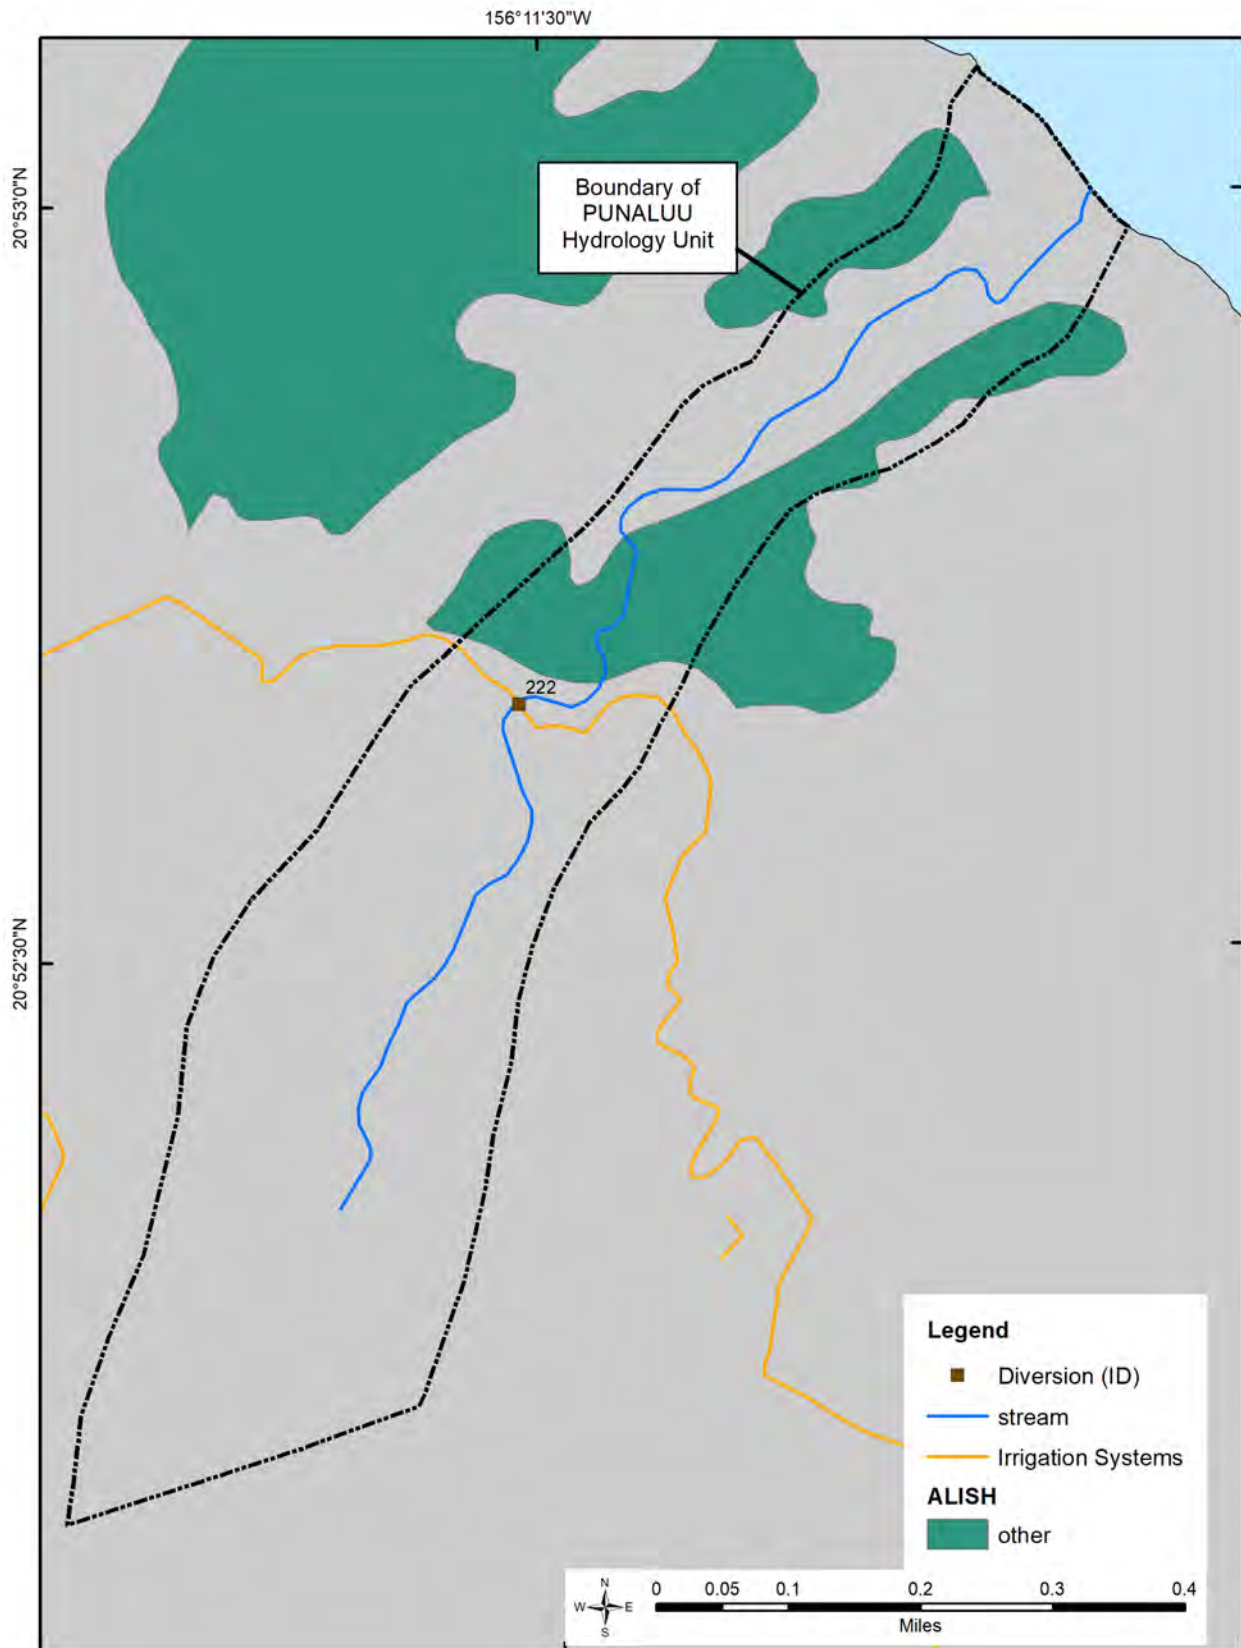 156°11'30"W
20°53'0"N
Boundary of
PUNALUU
Hydrology Unit
222
20°52'30"N
Legend
Diversion (ID)
stream
Irrigation Systems
ALISH
other
N
W E
S
0 0.05 0.1 0.2 0.3 0.4
Miles